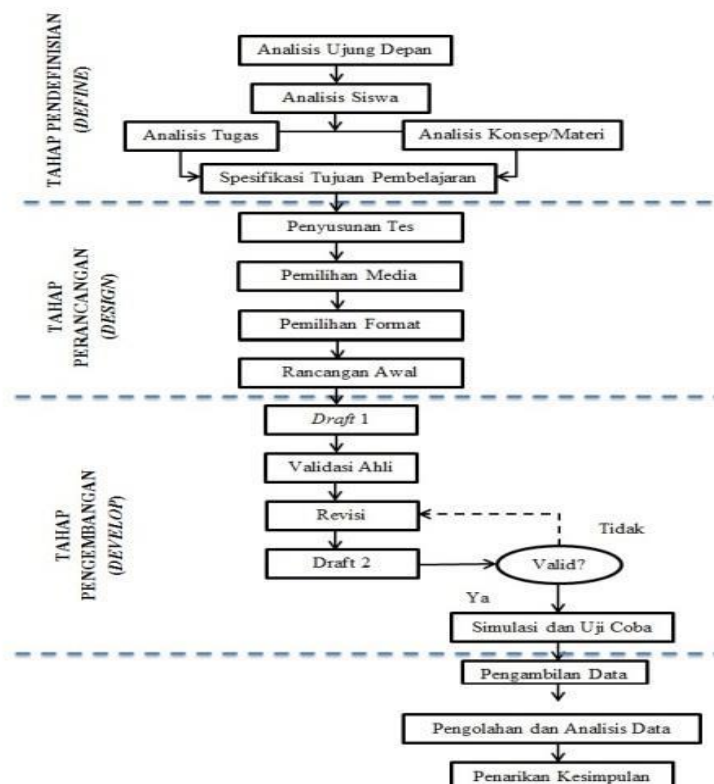 TAHAP PENDEFINISIAN
(DEFINE)
Analisis Ujung Depan
Analisis Siswa
Analisis Tugas
Analisis Konsep/Materi
Spesifikasi Tujuan Pembelajaran
TAHAP
PERANCANGAN
(DESIGN)
Penyusunan Tes
Pemilihan Media
Pemilihan Format
Rancangan Awal
TAHAP
PENGEMBANGAN
(DEVELOP)
Draft 1
Validasi Ahli
Revisi
Tidak
Draft 2
Valid?
Ya
Simulasi dan Uji Coba
Pengambilan Data
Pengolahan dan Analisis Data
Penarikan Kesimpulan